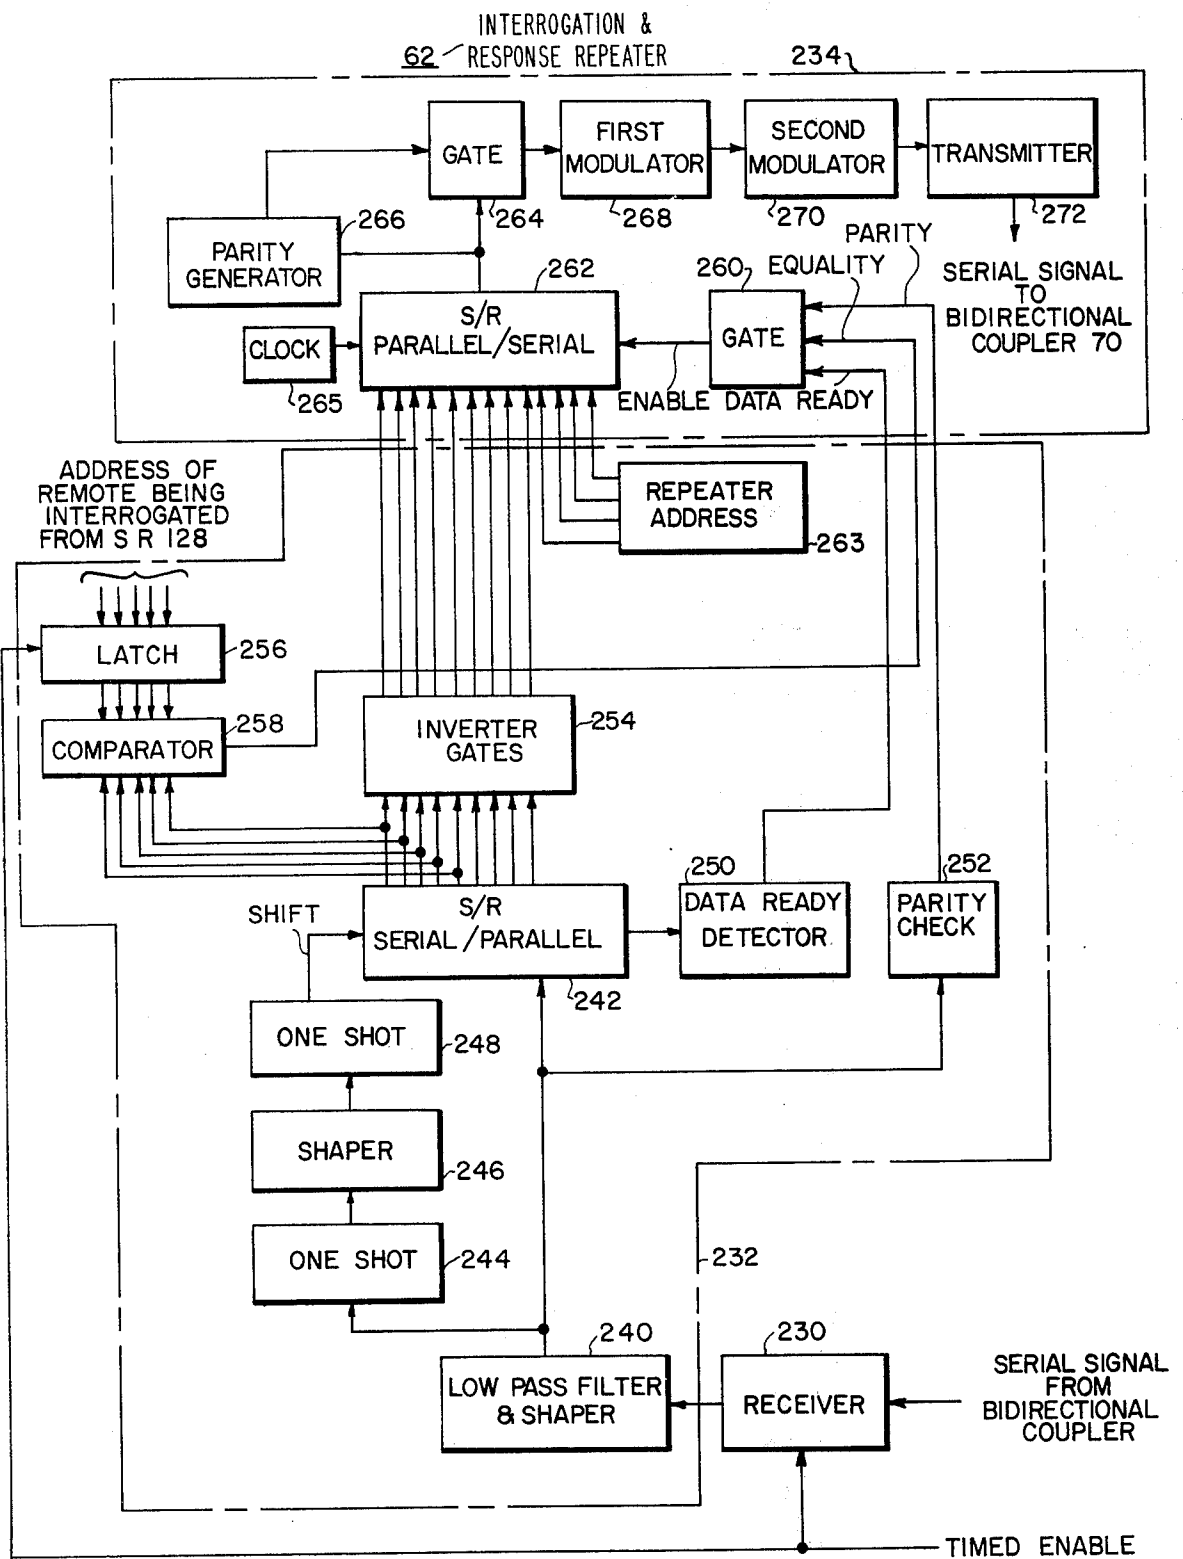 INTERROGATION &
62 RESPONSE REPEATER
234
GATE
264
FIRST
MODULATOR
268
SECOND
MODULATOR
270
TRANSMITTER
272
PARITY
GENERATOR
266
SERIAL SIGNAL
TO
BIDIRECTIONAL
COUPLER 70
PARITY
EQUALITY
260
GATE
262
S/R
PARALLEL/SERIAL
CLOCK
265
ENABLE DATA READY
ADDRESS OF
REMOTE BEING
INTERROGATED
FROM S R 128
REPEATER
ADDRESS
263
LATCH
256
COMPARATOR
258
INVERTER
GATES
254
SHIFT
S/R
SERIAL/PARALLEL
242
250
DATA READY
DETECTOR
252
PARITY
CHECK
ONE SHOT
248
SHAPER
246
ONE SHOT
244
232
240
LOW PASS FILTER
& SHAPER
230
RECEIVER
SERIAL SIGNAL
FROM
BIDIRECTIONAL
COUPLER
TIMED ENABLE